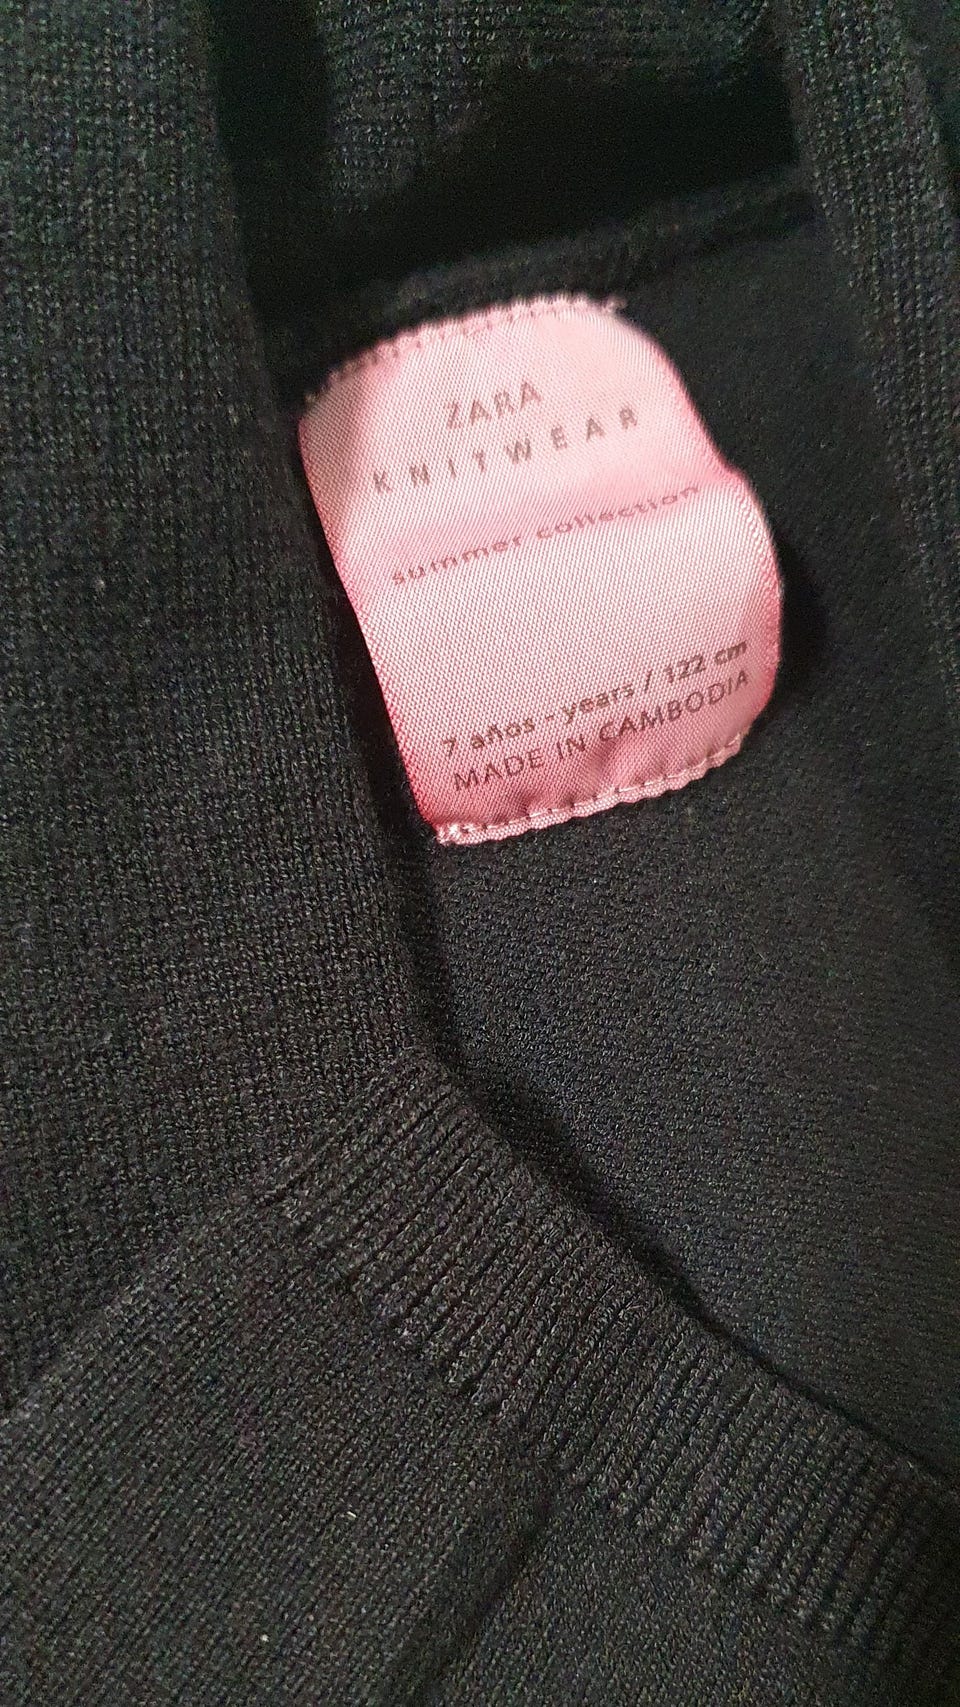 ZARA
KNITWEAR
summer collection
7 años - years / 122 cm
MADE IN CAMBODIA